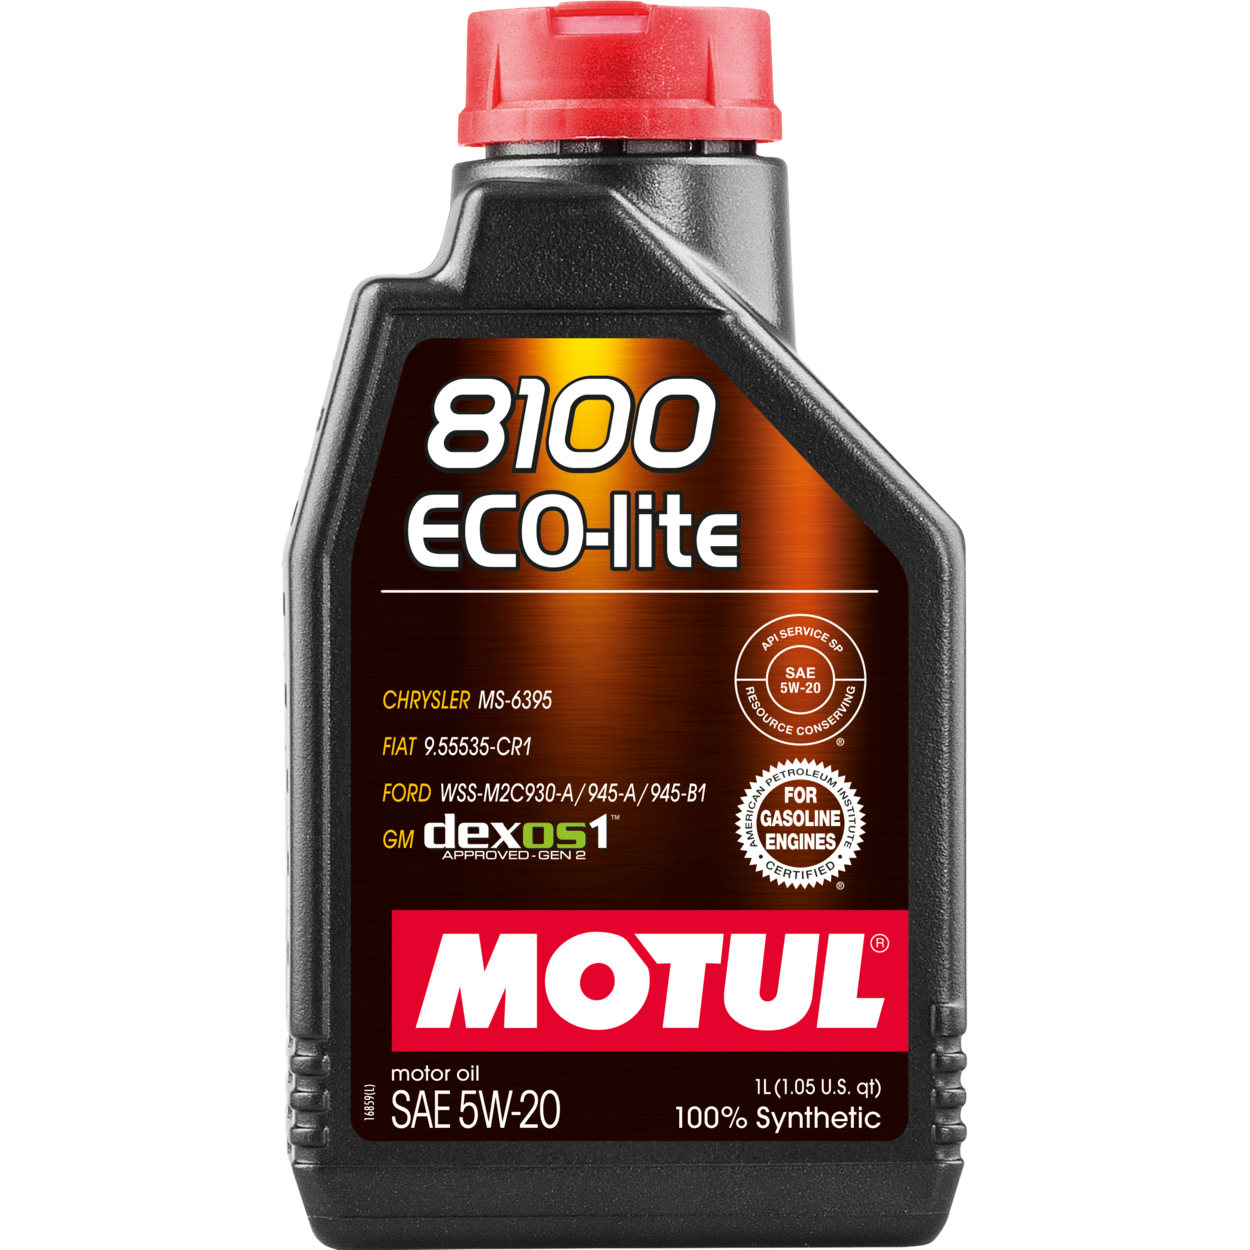 8100
ECO-lite
API SERVICE SP
SAE
5W-20
RESOURCE CONSERVING
®
CHRYSLER MS-6395
FIAT 9.55535-CR1
FORD WSS-M2C930-A/945-A/945-B1
GM dexos1™
APPROVED-GEN 2
AMERICAN PETROLEUM INSTITUTE
FOR
GASOLINE
ENGINES
• CERTIFIED •
®
MOTUL®
motor oil
SAE 5W-20
1L (1.05 U.S. qt)
100% Synthetic
16859(L)